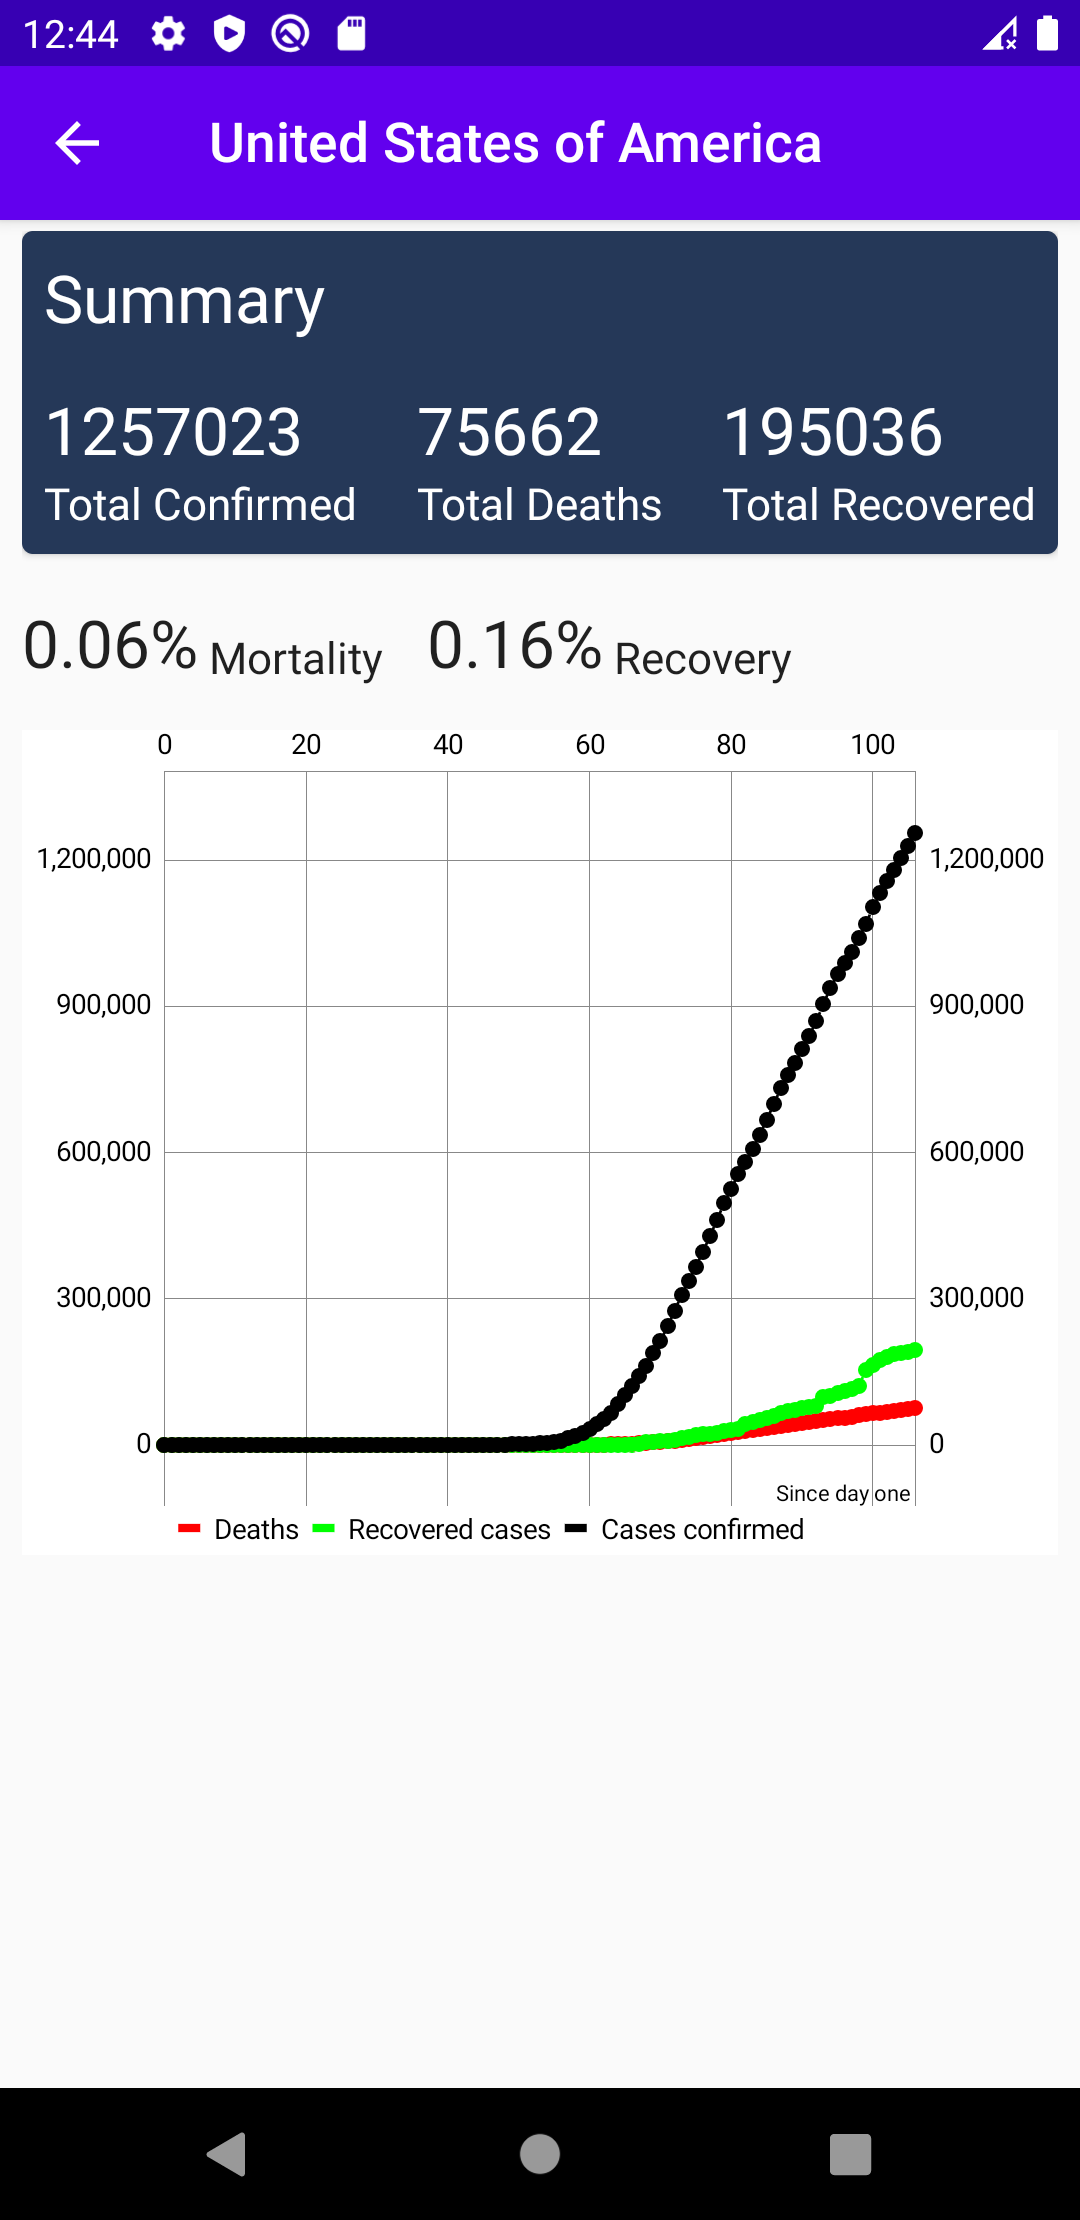 12:44
United States of America
Summary
1257023 75662 195036
Total Confirmed Total Deaths Total Recovered
0.06% Mortality 0.16% Recovery
0 20 40 60 80 100
1,200,000 1,200,000
900,000 900,000
600,000 600,000
300,000 300,000
0 0
Since day one
Deaths Recovered cases Cases confirmed